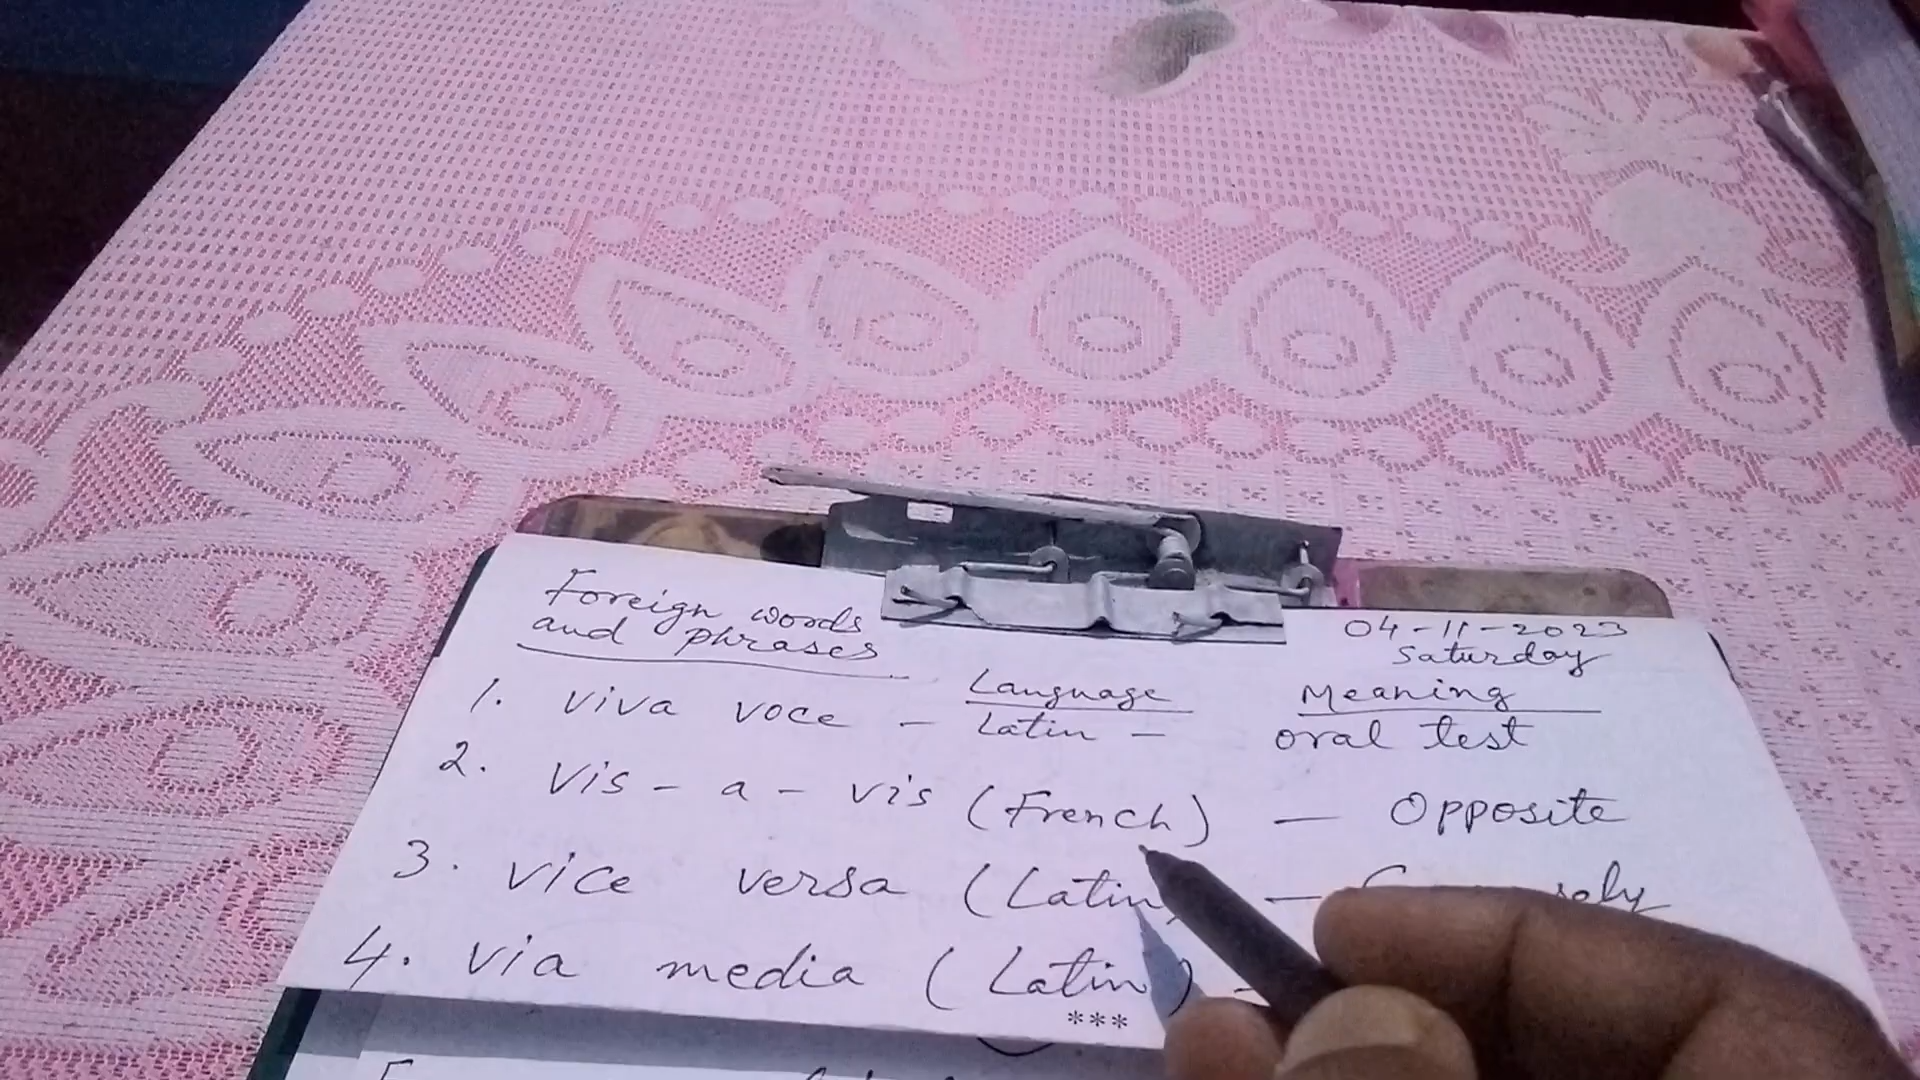 Foreign words
and phrases
04-11-2023
Saturday
Language
Meaning
1. viva voce - Latin - oral test
2. vis-a-vis (French) - Opposite
3. vice versa (Latin) -
4. via media (Latin) -
***